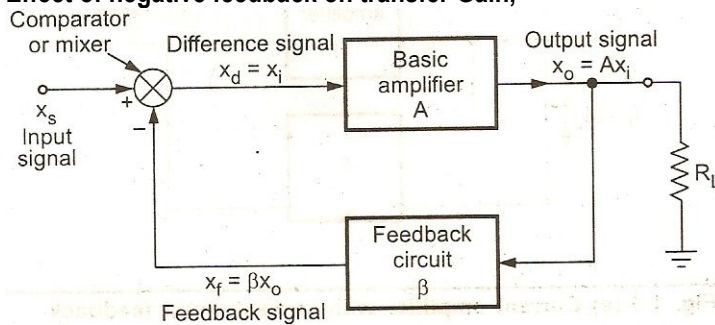 Effect of negative feedback on transfer Gain,
Comparator
or mixer
Difference signal
x_d = x_i
Basic
amplifier
A
Output signal
x_o = Ax_i
+
−
x_s
Input
signal
R_L
Feedback
circuit
β
x_f = βx_o
Feedback signal